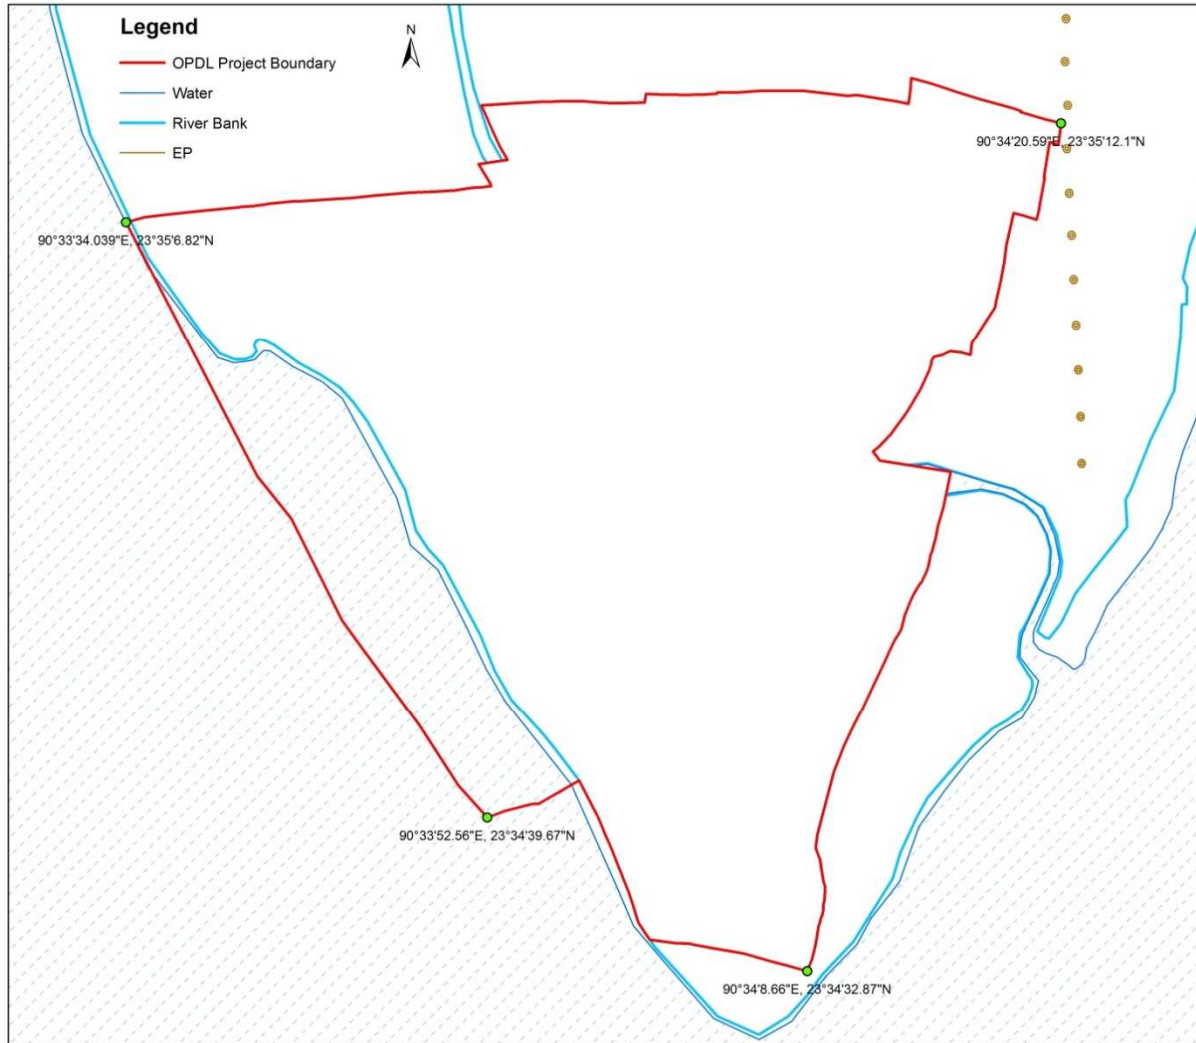 Legend
N
OPDL Project Boundary
Water
River Bank
EP
90°34'20.59"E, 23°35'12.1"N
90°33'34.039"E, 23°35'6.82"N
90°33'52.56"E, 23°34'39.67"N
90°34'8.66"E, 23°34'32.87"N